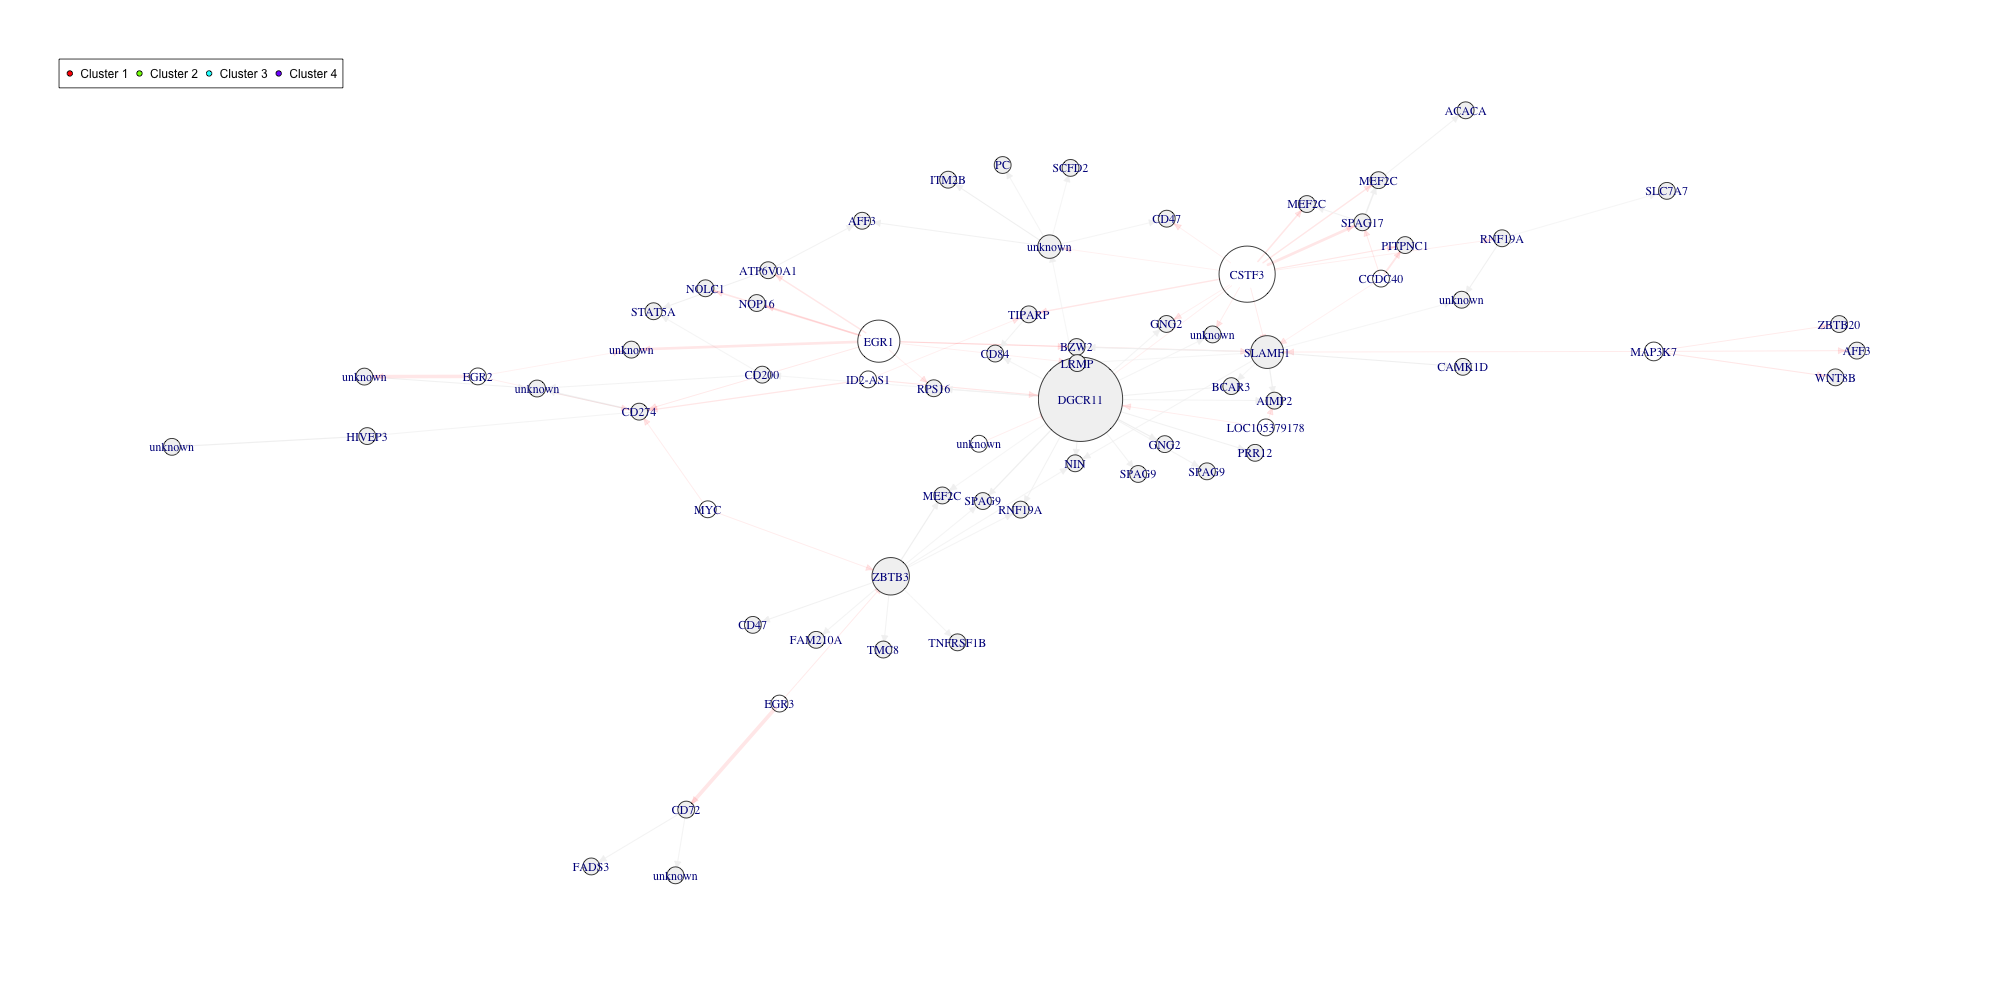 Cluster 1 Cluster 2 Cluster 3 Cluster 4
ACACA
PC
SCFD2
ITM2B
MEF2C
SLC7A7
MEF2C
CD47
AFF3
SPAG17
RNF19A
PITPNC1
unknown
ATP6V0A1
CSTF3
CCDC40
NOLC1
NOP16
unknown
STAT5A
TIPARP
GNG2
ZBTB20
unknown
EGR1
BZW2
unknown
CD84
SLAMF1
MAP3K7
AFF3
LRMP
CAMK1D
unknown
EGR2
CD200
ID2-AS1
WNT8B
unknown
RPS16
BCAR3
DGCR11
AIMP2
CD274
LOC105379178
HIVEP3
unknown
unknown
GNG2
PRR12
NIN
SPAG9
SPAG9
MEF2C
SPAG9
RNF19A
MYC
ZBTB3
CD47
FAM210A
TMC8
TNFRSF1B
EGR3
CD72
FADS3
unknown